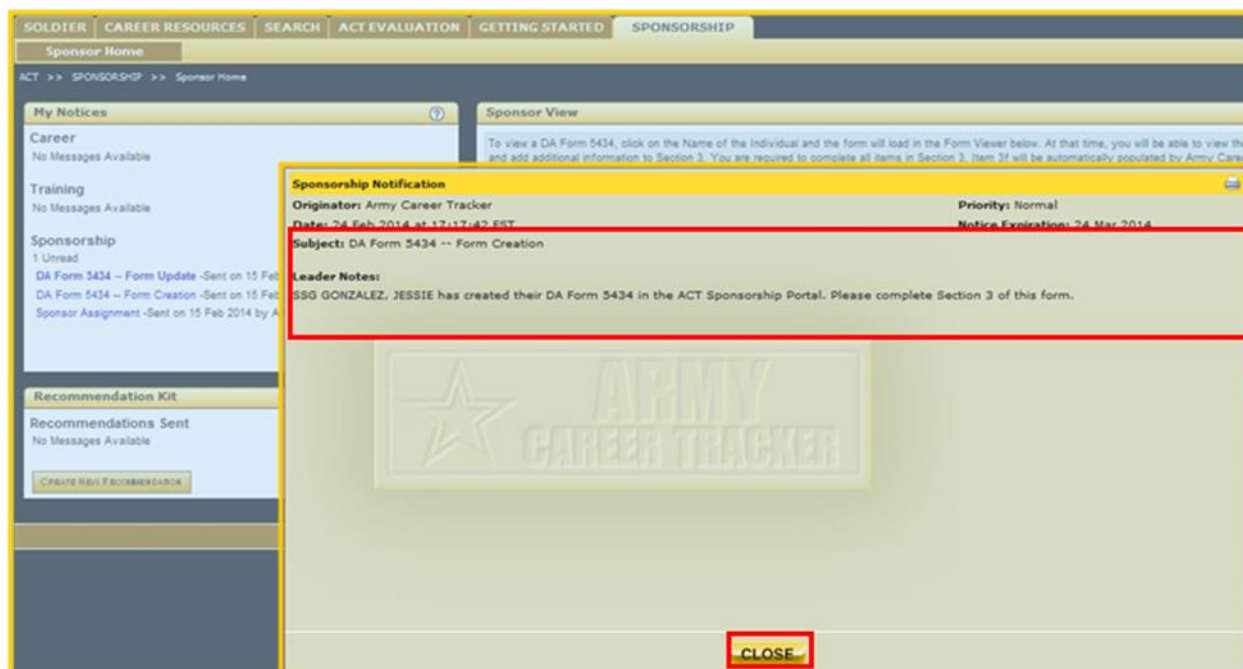 SOLDIER CAREER RESOURCES SEARCH ACT EVALUATION GETTING STARTED SPONSORSHIP
Sponsor Home
ACT >> SPONSORSHIP >> Sponsor Home
My Notices ?
Career
No Messages Available
Training
No Messages Available
Sponsorship
1 Unread
DA Form 5434 -- Form Update -Sent on 15 Feb
DA Form 5434 -- Form Creation -Sent on 15 Feb
Sponsor Assignment -Sent on 15 Feb 2014 by A
Recommendation Kit
Recommendations Sent
No Messages Available
CREATE NEW RECOMMENDATION
Sponsor View
To view a DA Form 5434, click on the Name of the Individual and the form will load in the Form Viewer below. At that time, you will be able to view the
and add additional information to Section 3. You are required to complete all items in Section 3. Item 3f will be automatically populated by Army Care
Sponsorship Notification
Originator: Army Career Tracker Priority: Normal
Date: 24 Feb 2014 at 17:17:42 EST Notice Expiration: 24 Mar 2014
Subject: DA Form 5434 -- Form Creation
Leader Notes:
SSG GONZALEZ, JESSIE has created their DA Form 5434 in the ACT Sponsorship Portal. Please complete Section 3 of this form.
ARMY
CAREER TRACKER
CLOSE